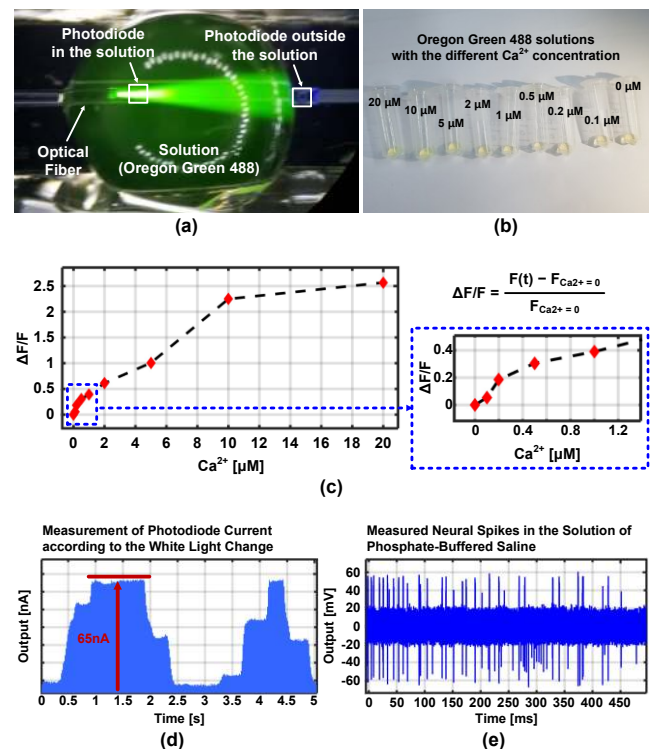 Photodiode
in the solution
Photodiode outside
the solution
Optical
Fiber
Solution
(Oregon Green 488)
(a)
Oregon Green 488 solutions
with the different Ca²⁺ concentration
20 μM
10 μM
5 μM
2 μM
1 μM
0.5 μM
0.2 μM
0.1 μM
0 μM
(b)
2.5
2
1.5
1
0.5
0
ΔF/F
0 2 4 6 8 10 12 14 16 18 20
Ca²⁺ [μM]
ΔF/F = F(t) − F_Ca2+ = 0 / F_Ca2+ = 0
0.4
0.2
0
ΔF/F
0 0.4 0.8 1.2
Ca²⁺ [μM]
(c)
Measurement of Photodiode Current
according to the White Light Change
Output [nA]
65nA
0 0.5 1 1.5 2 2.5 3 3.5 4 4.5 5
Time [s]
(d)
Measured Neural Spikes in the Solution of
Phosphate-Buffered Saline
60
40
20
0
-20
-40
-60
Output [mV]
0 50 100 150 200 250 300 350 400 450
Time [ms]
(e)